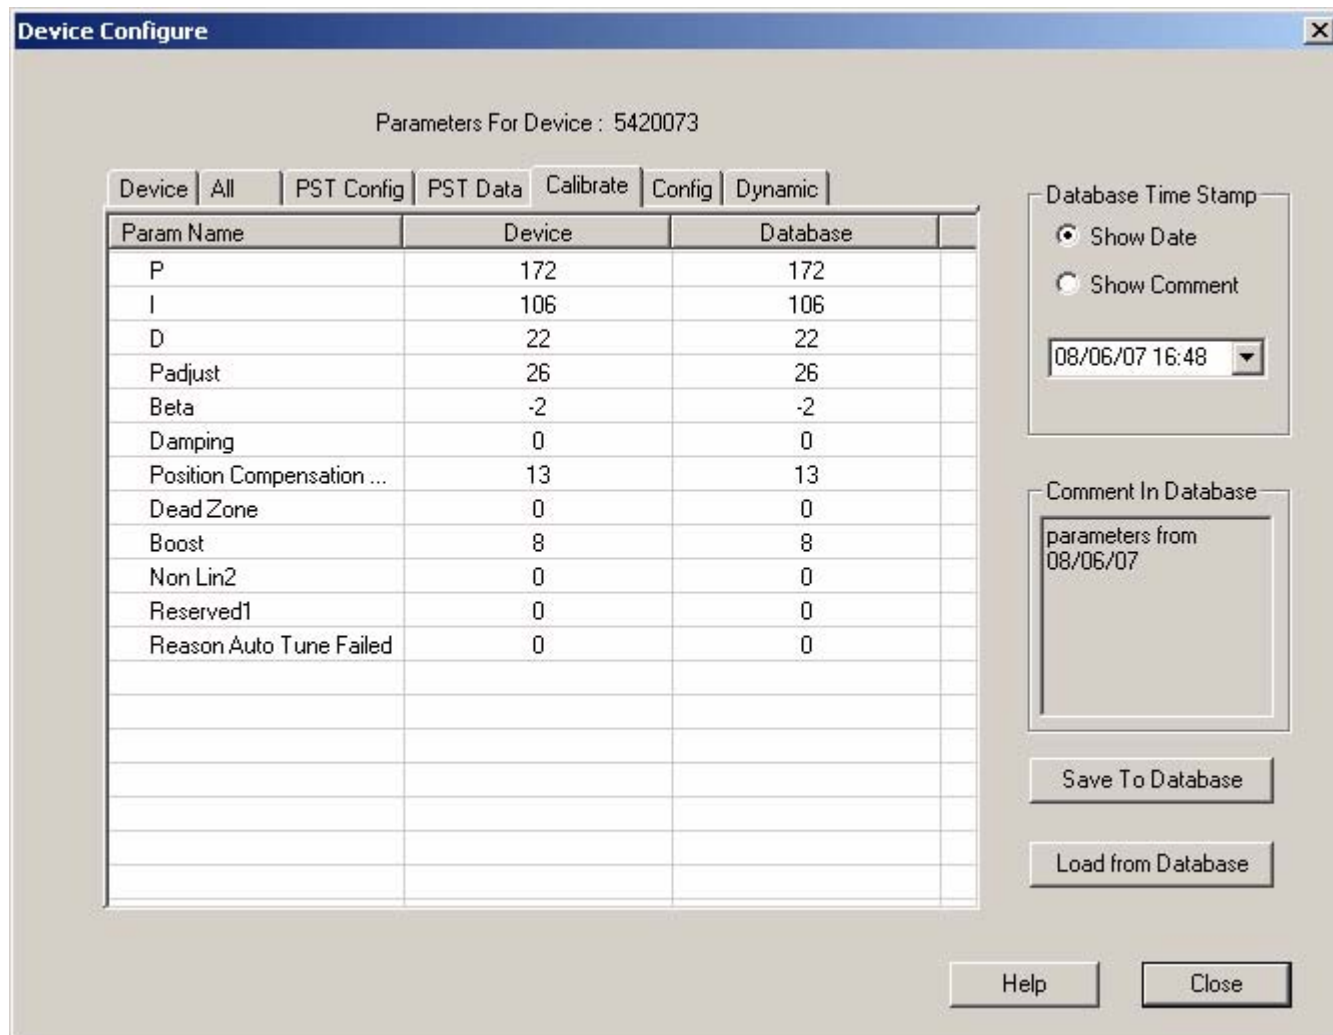 Device Configure
Parameters For Device : 5420073
Device All PST Config PST Data Calibrate Config Dynamic
Param Name Device Database
P 172 172
I 106 106
D 22 22
Padjust 26 26
Beta -2 -2
Damping 0 0
Position Compensation ... 13 13
Dead Zone 0 0
Boost 8 8
Non Lin2 0 0
Reserved1 0 0
Reason Auto Tune Failed 0 0
Database Time Stamp
Show Date
Show Comment
08/06/07 16:48
Comment In Database
parameters from
08/06/07
Save To Database
Load from Database
Help Close